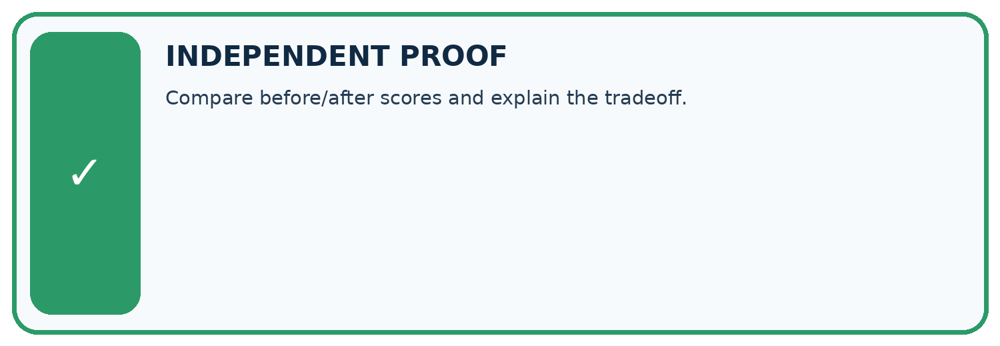 INDEPENDENT PROOF
Compare before/after scores and explain the tradeoff.
✓